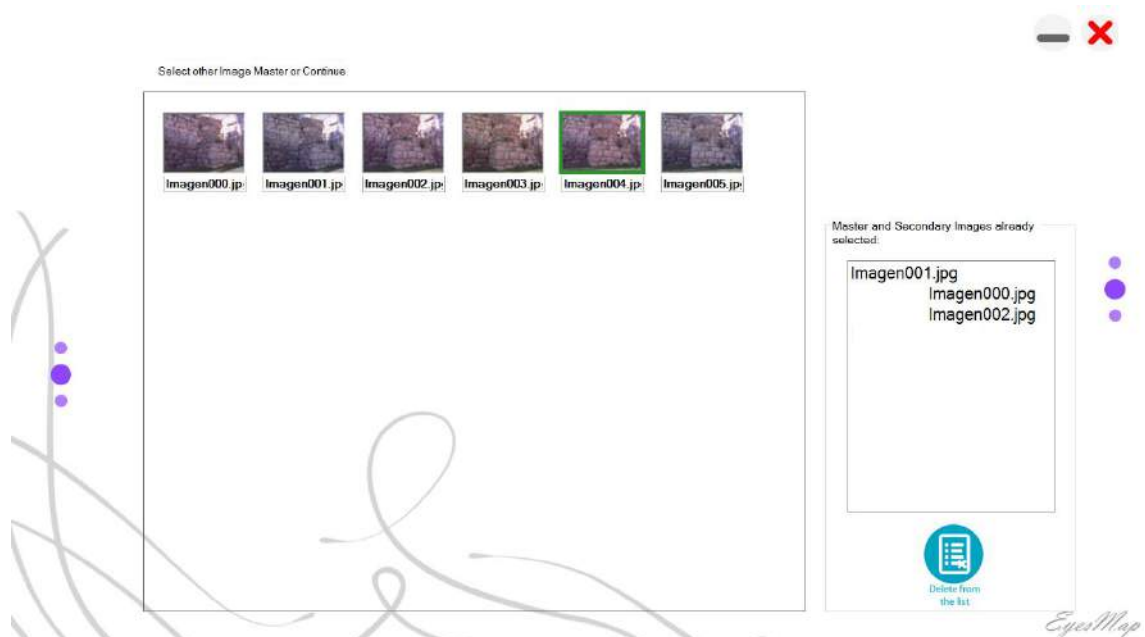 Select other Image Master or Continue
Imagen000.jp
Imagen001.jp
Imagen002.jp
Imagen003.jp
Imagen004.jp
Imagen005.jp
Master and Secondary Images already
selected:
Imagen001.jpg
Imagen000.jpg
Imagen002.jpg
Delete from
the list
EyesMap